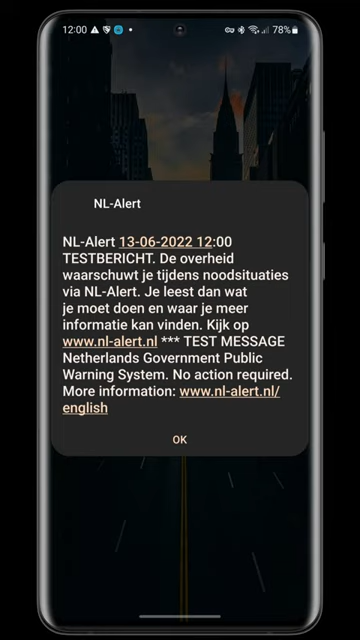 12:00
78%
NL-Alert
NL-Alert 13-06-2022 12:00
TESTBERICHT. De overheid
waarschuwt je tijdens noodsituaties
via NL-Alert. Je leest dan wat
je moet doen en waar je meer
informatie kan vinden. Kijk op
www.nl-alert.nl *** TEST MESSAGE
Netherlands Government Public
Warning System. No action required.
More information: www.nl-alert.nl/
english
OK